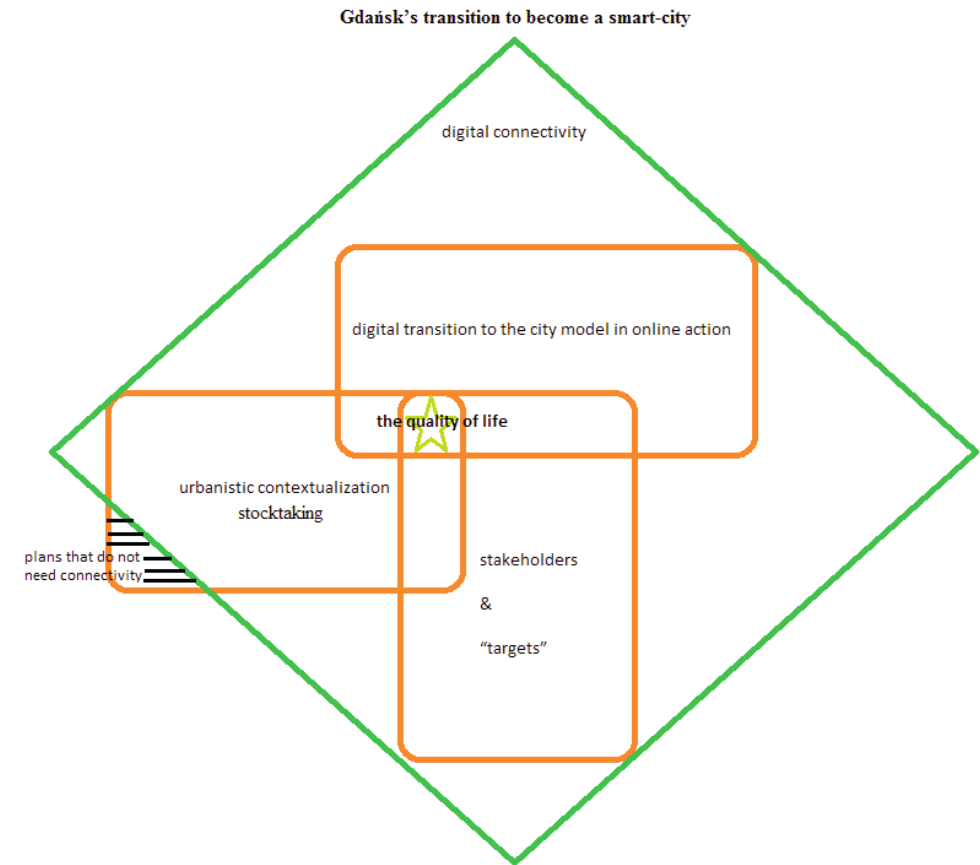 Gdańsk’s transition to become a smart-city
digital connectivity
digital transition to the city model in online action
the quality of life
urbanistic contextualization
stocktaking
plans that do not
need connectivity
stakeholders
&
“targets”